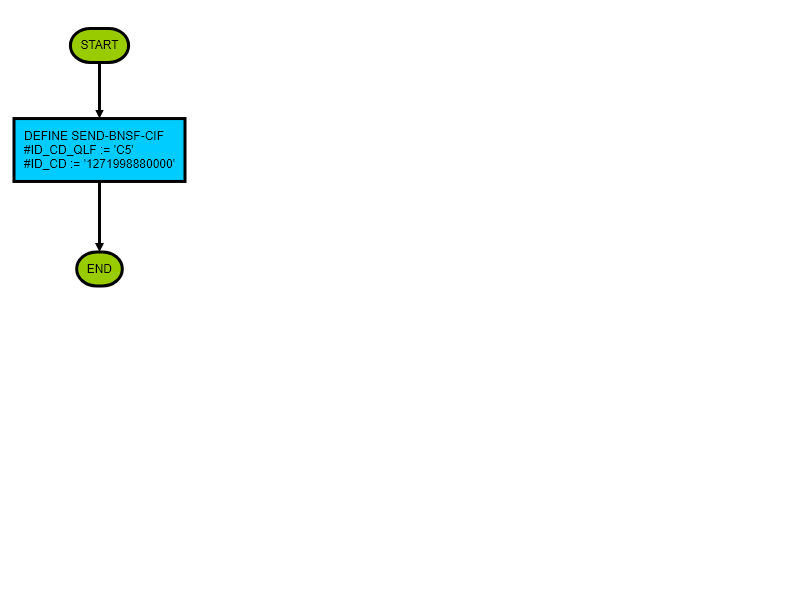 START
DEFINE SEND-BNSF-CIF
#ID_CD_QLF := 'C5'
#ID_CD := '1271998880000'
END